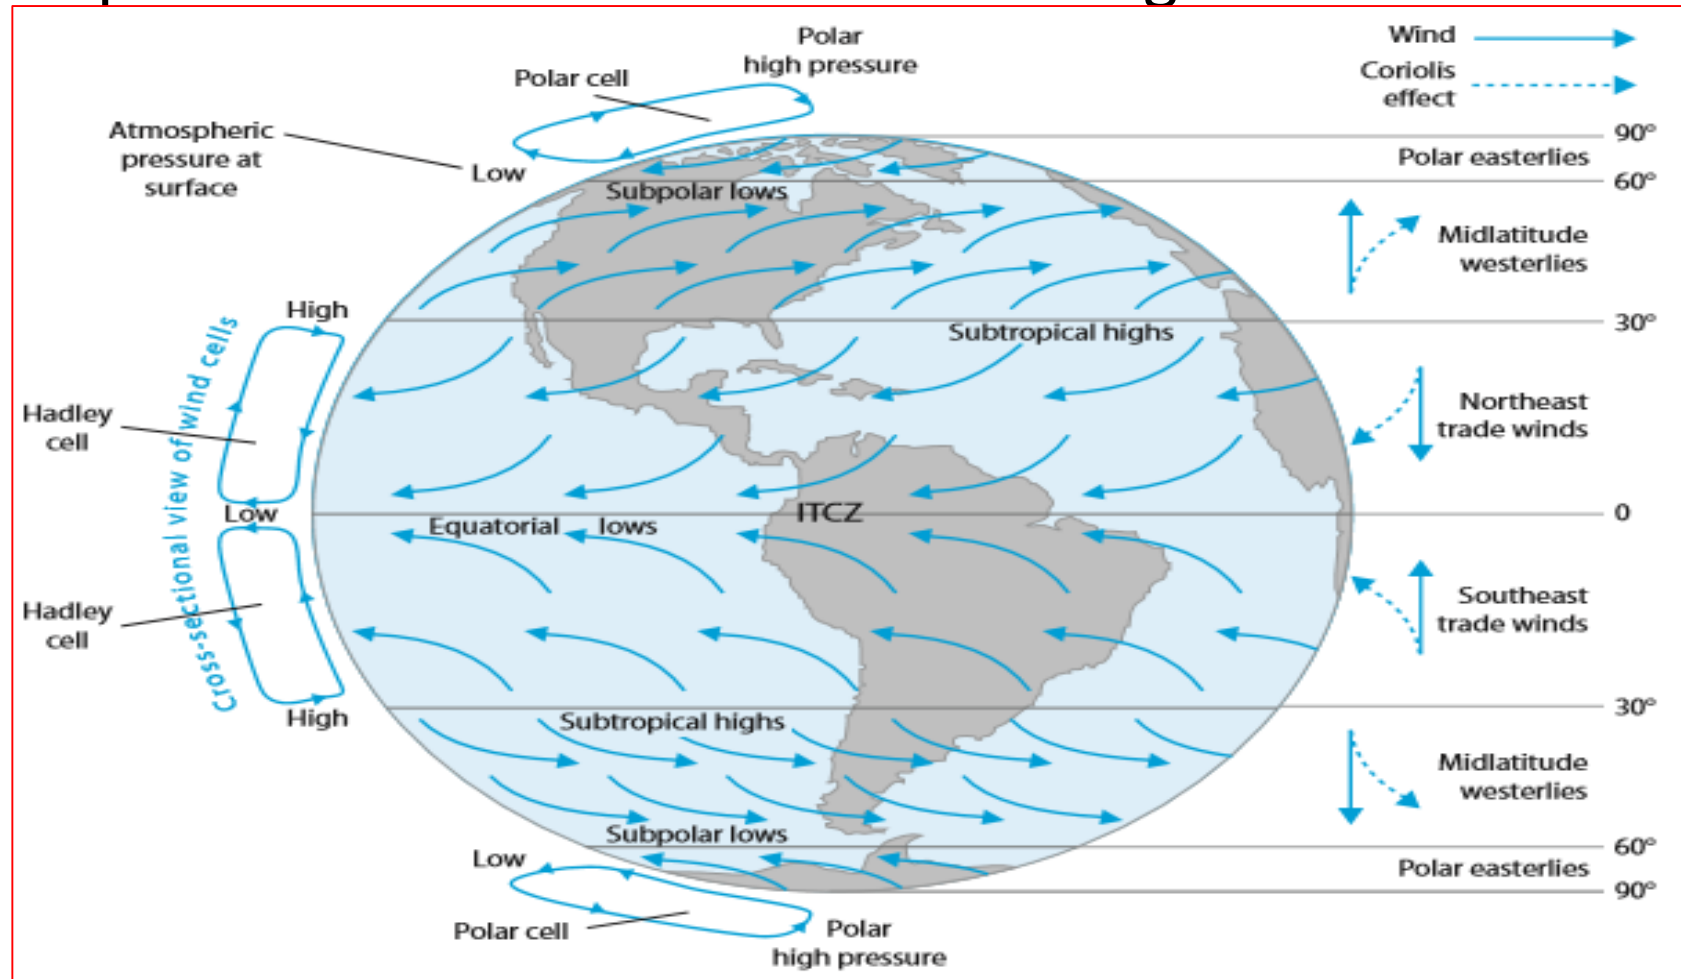 Polar
high pressure
Polar cell
Wind
Coriolis
effect
Atmospheric
pressure at
surface
Low
90°
Polar easterlies
60°
Subpolar lows
Midlatitude
westerlies
High
30°
Subtropical highs
Cross-sectional view of wind cells
Hadley
cell
Northeast
trade winds
Low
ITCZ
0
Equatorial lows
Hadley
cell
Southeast
trade winds
High
30°
Subtropical highs
Midlatitude
westerlies
Subpolar lows
60°
Low
Polar easterlies
90°
Polar cell
Polar
high pressure